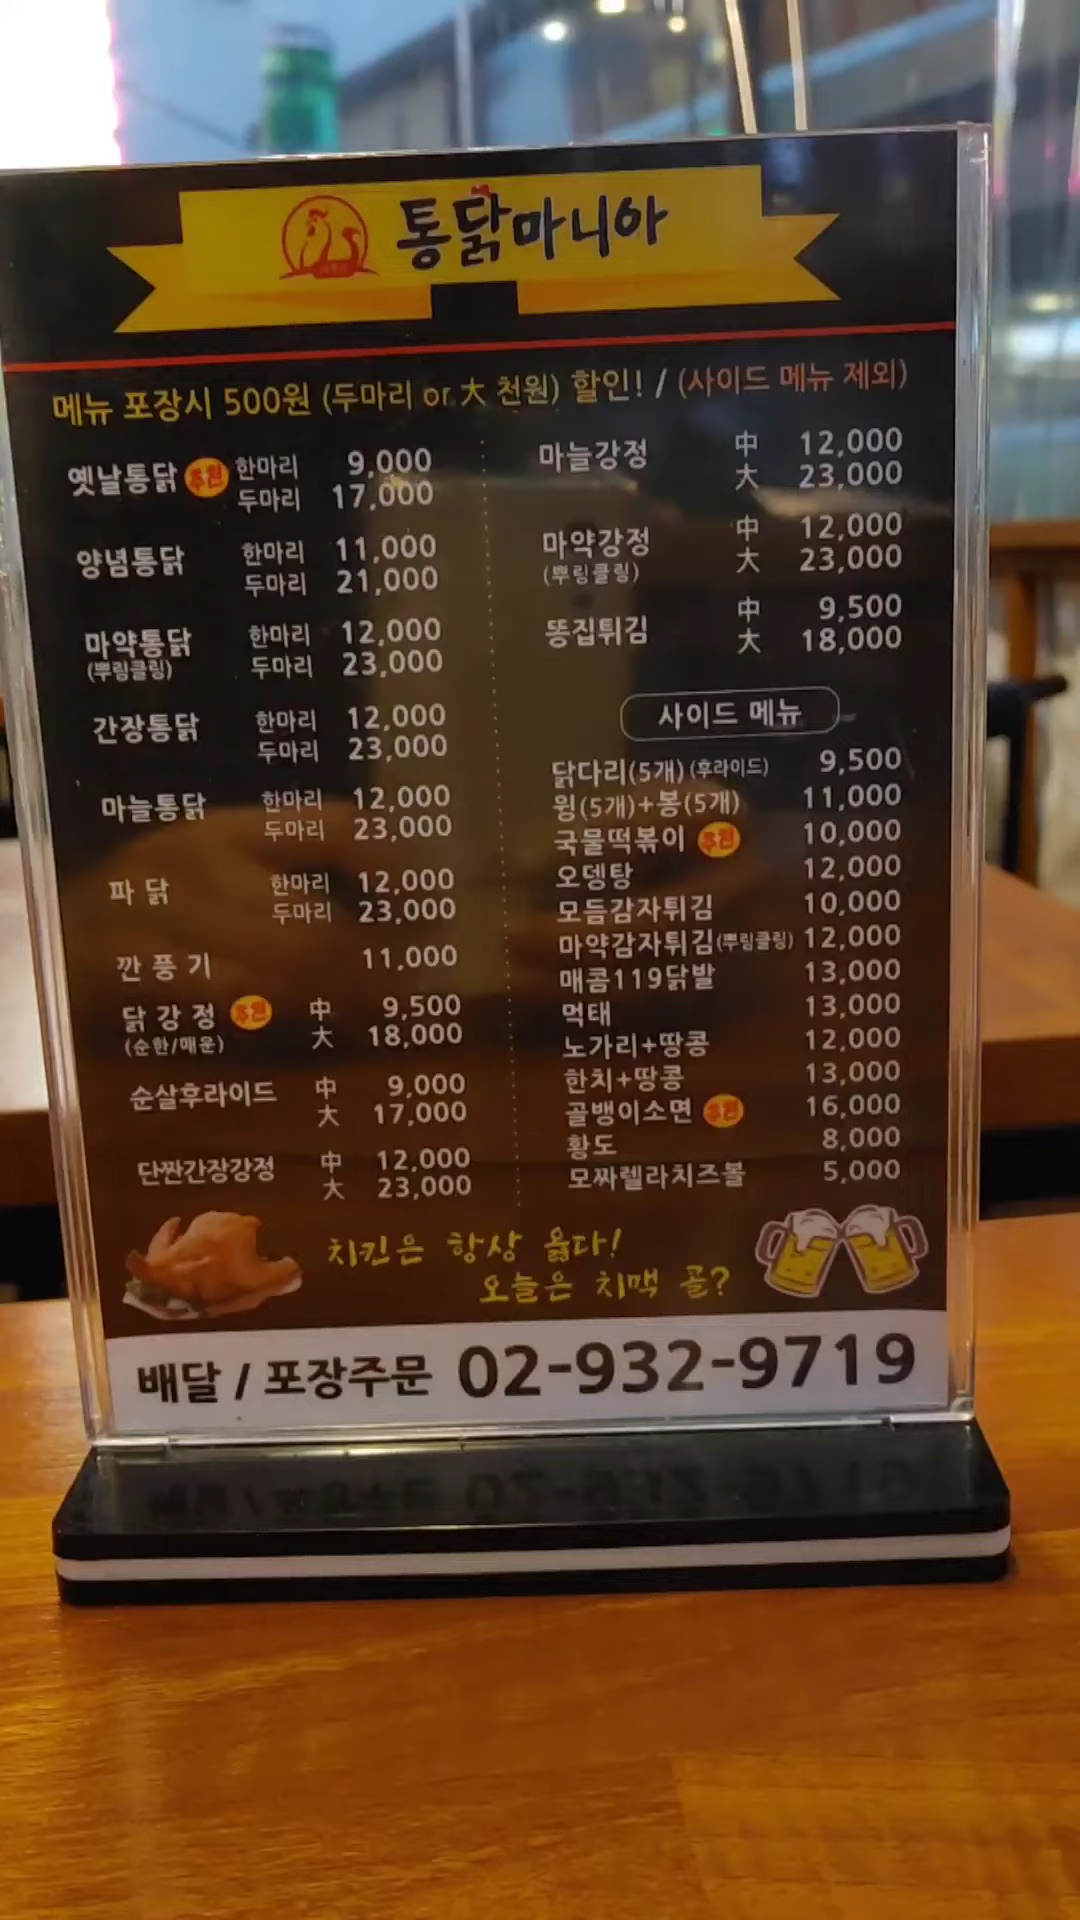 통닭마니아
메뉴 포장시 500원 (두마리 or 大 천원) 할인! / (사이드 메뉴 제외)
옛날통닭 추천 한마리 9,000
두마리 17,000
양념통닭 한마리 11,000
두마리 21,000
마약통닭 한마리 12,000
(뿌링클링) 두마리 23,000
간장통닭 한마리 12,000
두마리 23,000
마늘통닭 한마리 12,000
두마리 23,000
파 닭 한마리 12,000
두마리 23,000
깐 풍 기 11,000
닭 강 정 추천 中 9,500
(순한/매운) 大 18,000
순살후라이드 中 9,000
大 17,000
단짠간장강정 中 12,000
大 23,000
마늘강정 中 12,000
大 23,000
마약강정 中 12,000
(뿌링클링) 大 23,000
똥집튀김 中 9,500
大 18,000
사이드 메뉴
닭다리(5개) (후라이드) 9,500
윙(5개)+봉(5개) 11,000
국물떡볶이 추천 10,000
오뎅탕 12,000
모듬감자튀김 10,000
마약감자튀김(뿌링클링) 12,000
매콤119닭발 13,000
먹태 13,000
노가리+땅콩 12,000
한치+땅콩 13,000
골뱅이소면 추천 16,000
황도 8,000
모짜렐라치즈볼 5,000
치킨은 항상 옳다!
오늘은 치맥 콜?
배달 / 포장주문 02-932-9719